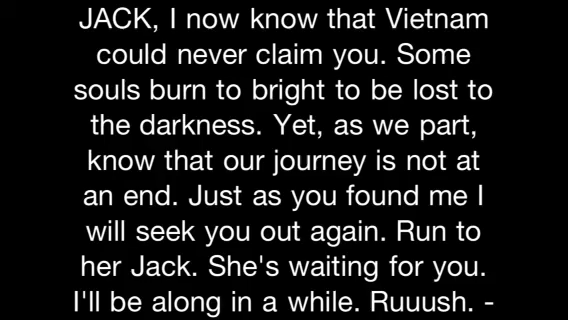 JACK, I now know that Vietnam
could never claim you. Some
souls burn to bright to be lost to
the darkness. Yet, as we part,
know that our journey is not at
an end. Just as you found me I
will seek you out again. Run to
her Jack. She's waiting for you.
I'll be along in a while. Ruuush. -